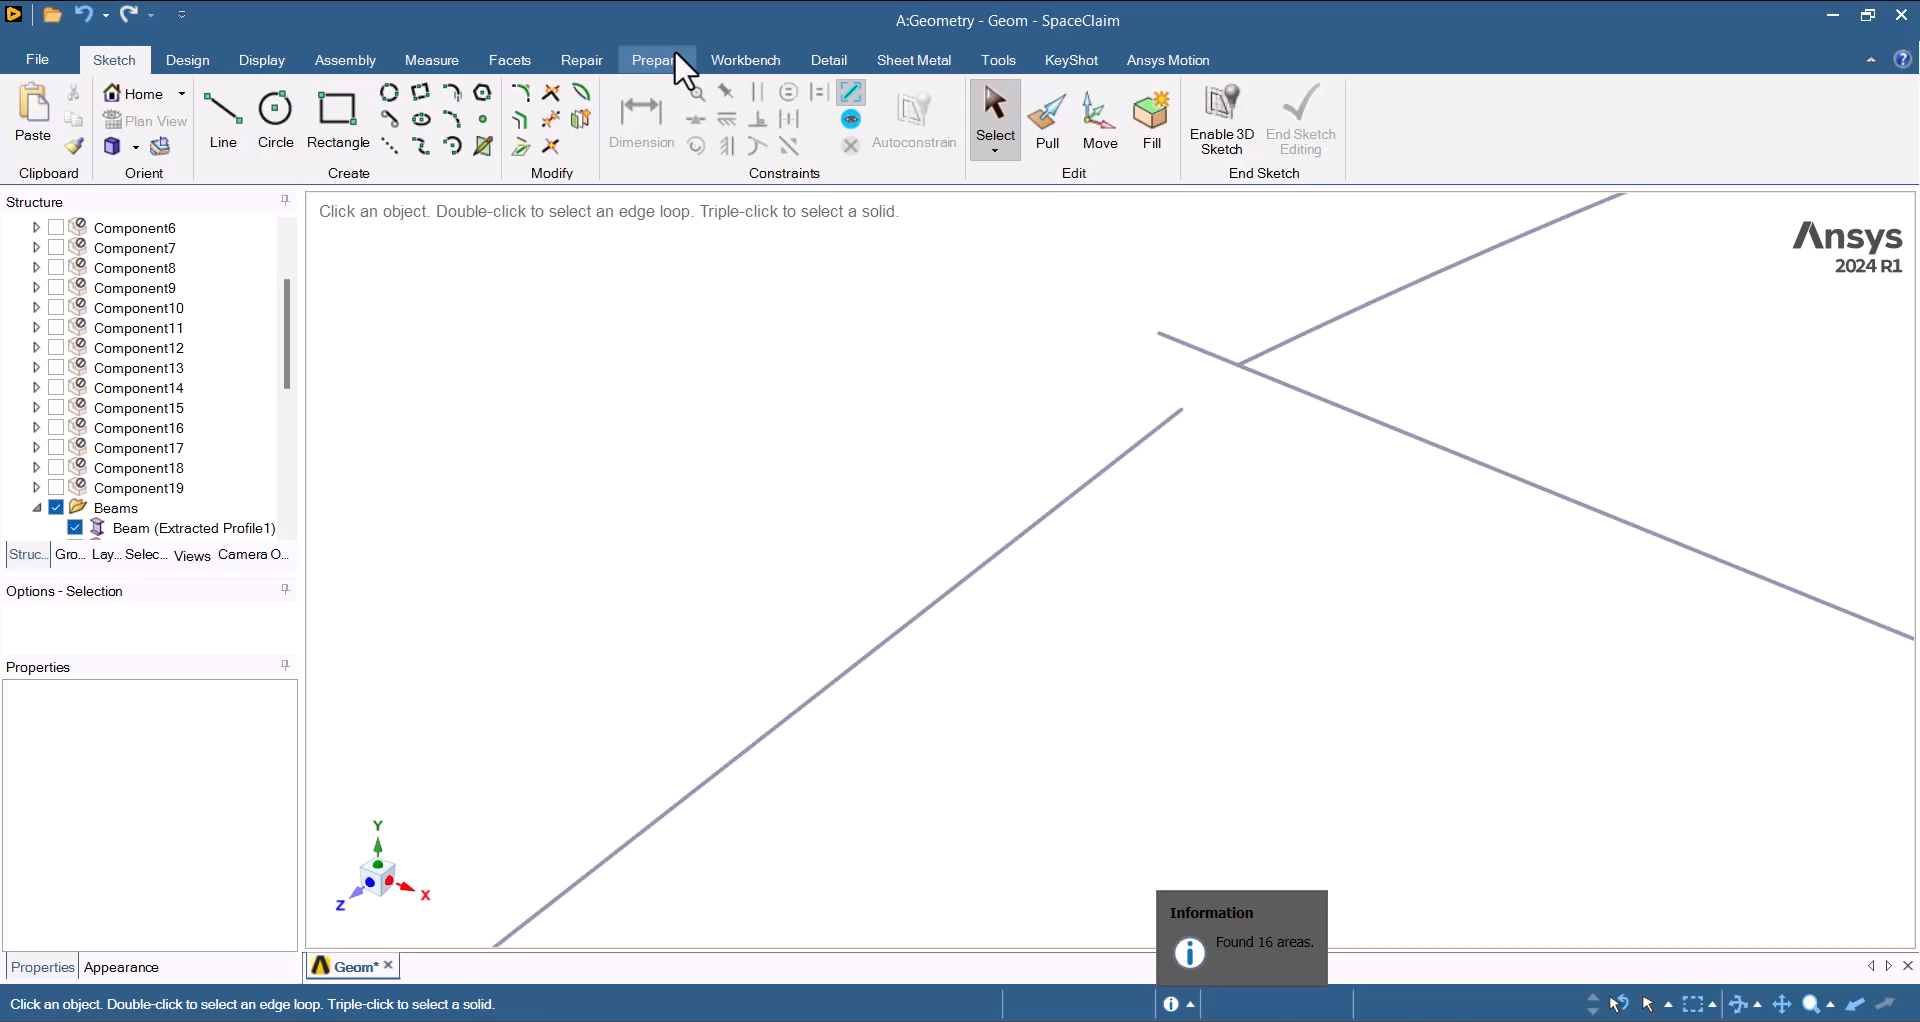 A:Geometry - Geom - SpaceClaim
File Sketch Design Display Assembly Measure Facets Repair Workbench Detail Sheet Metal Tools KeyShot Ansys Motion
Paste
Home
Plan View
Line Circle Rectangle
Dimension
Autoconstrain
Select Pull Move Fill
Enable 3D Sketch
End Sketch Editing
Clipboard Orient Create Modify Constraints Edit End Sketch
Structure
Component6
Component7
Component8
Component9
Component10
Component11
Component12
Component13
Component14
Component15
Component16
Component17
Component18
Component19
Beams
Beam (Extracted Profile1)
Struc... Gro... Lay... Selec... Views Camera O...
Options - Selection
Properties
Properties Appearance
Click an object. Double-click to select an edge loop. Triple-click to select a solid.
Ansys
2024 R1
Y
Z
X
Information
Found 16 areas.
Geom*
Click an object. Double-click to select an edge loop. Triple-click to select a solid.